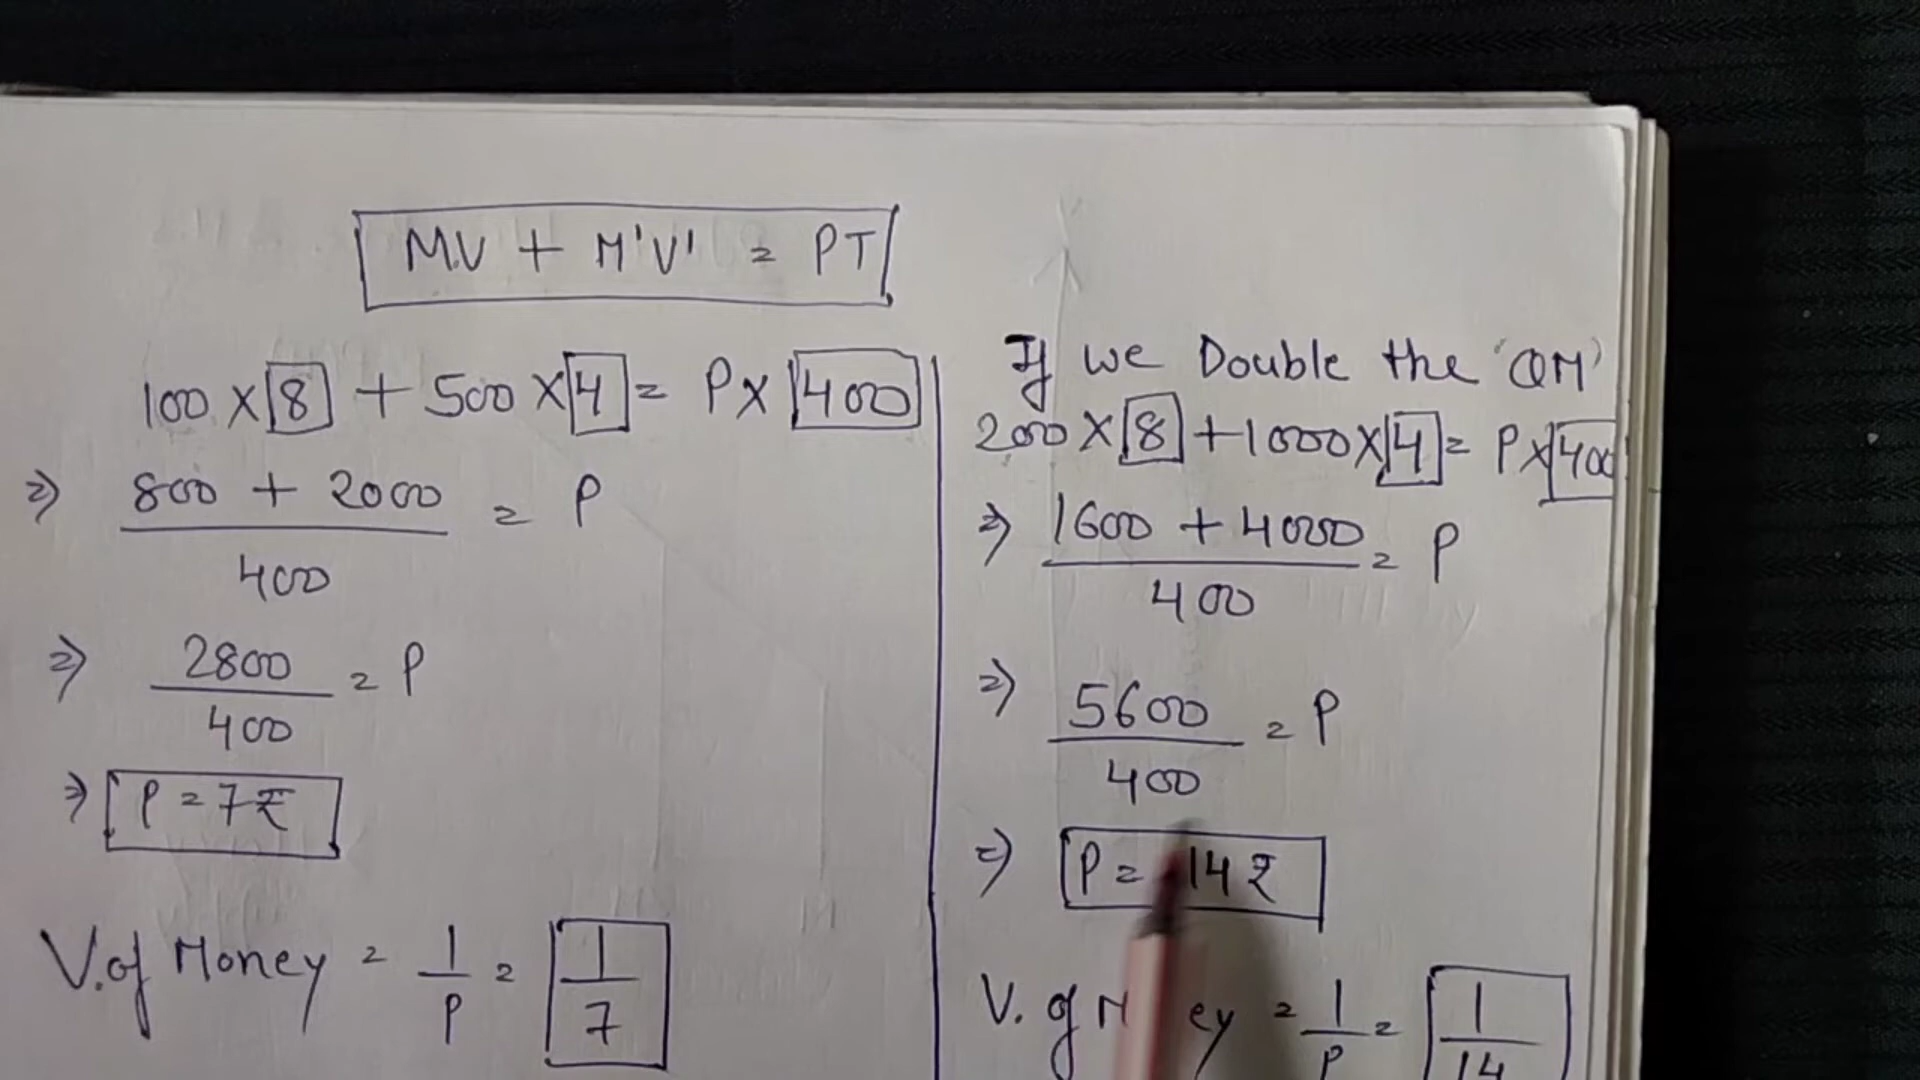 MV + M'V' = PT
100 × 8 + 500 × 4 = P × 400
⇒ 800 + 2000 = P
400
⇒ 2800 = P
400
⇒ P = 7₹
V. of Money = 1 = 1
P 7
If we Double the 'QM'
200 × 8 + 1000 × 4 = P × 400
⇒ 1600 + 4000 = P
400
⇒ 5600 = P
400
⇒ P = 14₹
V. of M ey = 1 = 1
P 14